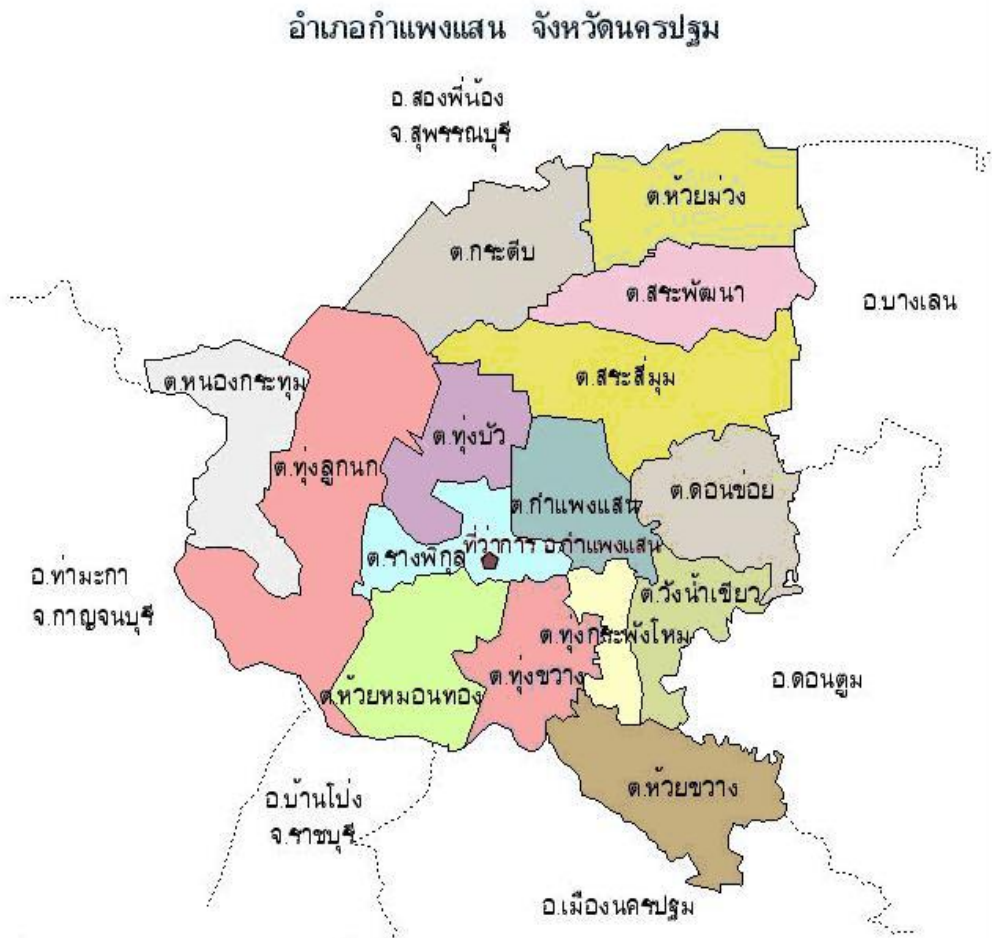 อำเภอกำแพงแสน จังหวัดนครปฐม
อ.สองพี่น้อง
จ.สุพรรณบุรี
ต.ห้วยม่วง
ต.กระตีบ
ต.สระพัฒนา
อ.บางเลน
ต.หนองกระทุม
ต.สระสี่มุม
ต.ทุ่งบัว
ต.ทุ่งลูกนก
ต.กำแพงแสน
ต.ดอนข่อย
ที่ว่าการ อ.กำแพงแสน
ต.รางพิกุล
อ.ท่ามะกา
จ.กาญจนบุรี
ต.วังน้ำเขียว
ต.ทุ่งกระพังโหม
ต.ทุ่งขวาง
อ.ดอนตูม
ต.ห้วยหมอนทอง
อ.บ้านโป่ง
จ.ราชบุรี
ต.ห้วยขวาง
อ.เมืองนครปฐม